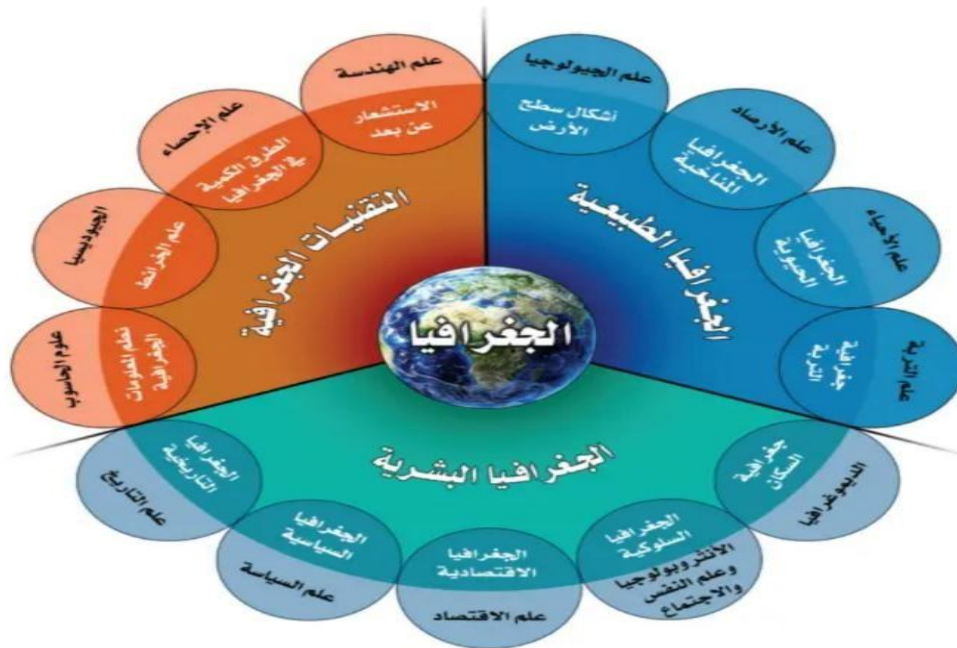 الجغرافيا
الجغرافيا الطبيعية
علم الجيولوجيا
أشكال سطح
الأرض
علم الأرصاد
الجغرافيا
المناخية
علم الأحياء
الجغرافيا
الحيوية
علم التربة
جغرافية
التربة
الجغرافيا البشرية
الديموغرافيا
جغرافية
السكان
الجغرافيا
السلوكية
الأنثروبولوجيا
وعلم النفس
والاجتماع
الجغرافيا
الاقتصادية
علم الاقتصاد
الجغرافيا
السياسية
علم السياسة
الجغرافيا
التاريخية
علم التاريخ
التقنيات الجغرافية
علوم الحاسوب
نظم المعلومات
الجغرافية
الجيوديسيا
علم الخرائط
علم الإحصاء
الطرق الكمية
في الجغرافيا
علم الهندسة
الاستشعار
عن بعد